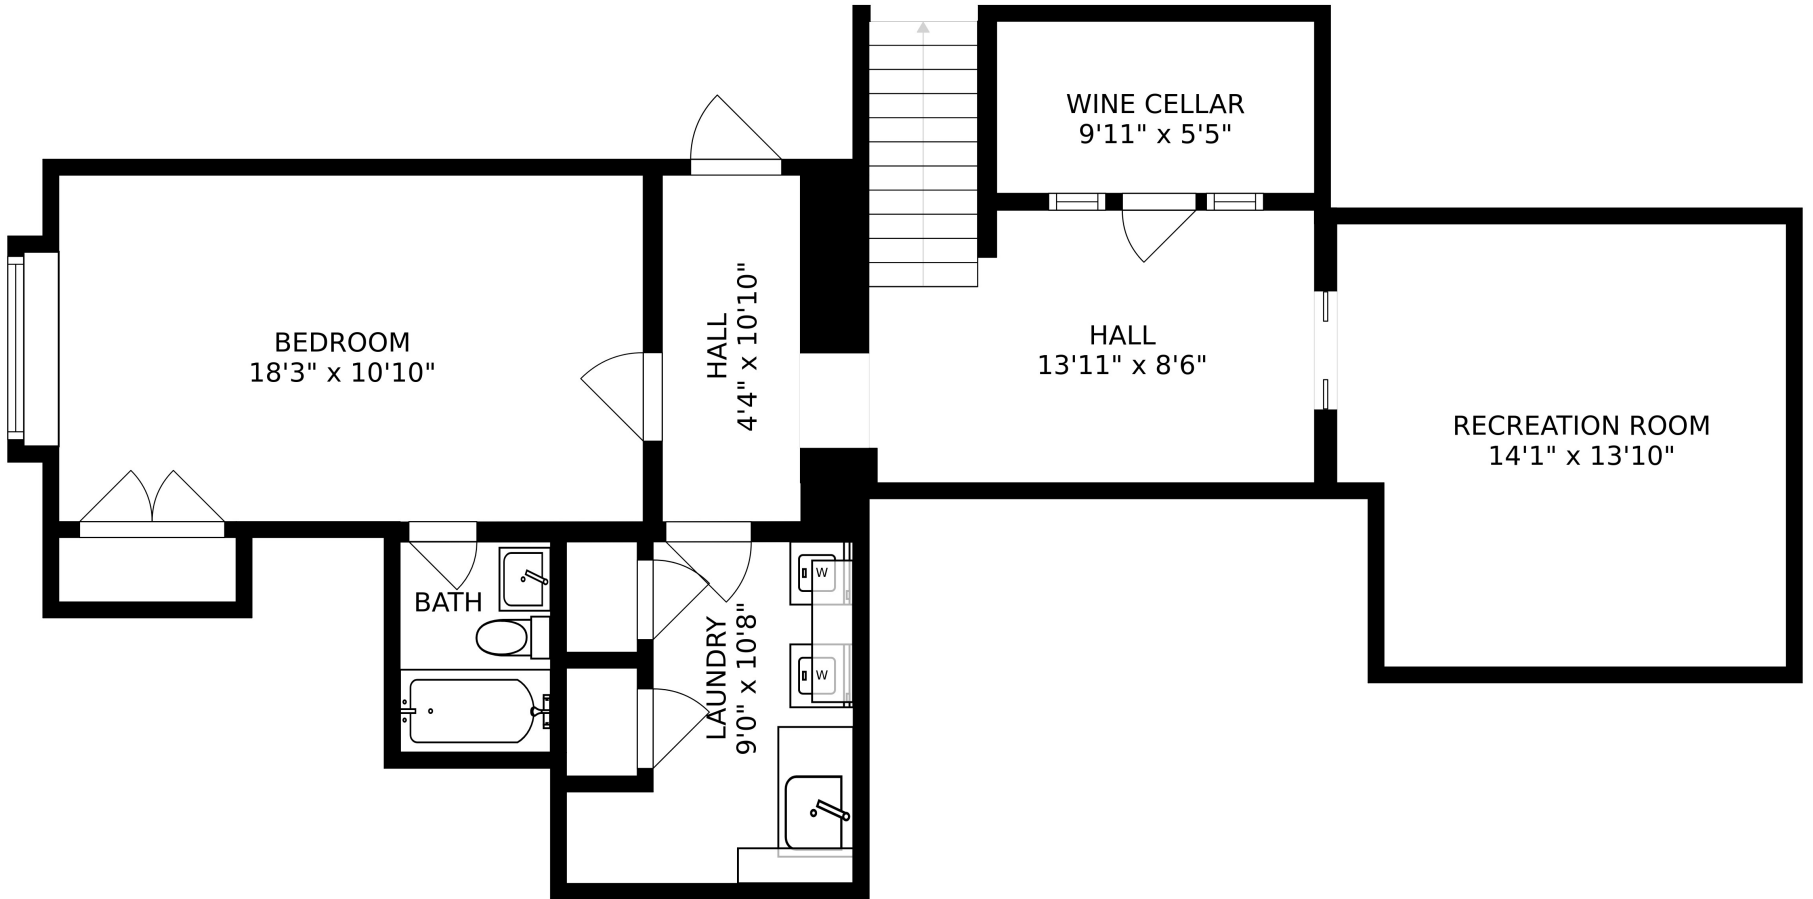 WINE CELLAR
9'11" x 5'5"
BEDROOM
18'3" x 10'10"
HALL
4'4" x 10'10"
HALL
13'11" x 8'6"
RECREATION ROOM
14'1" x 13'10"
BATH
LAUNDRY
9'0" x 10'8"
W
W